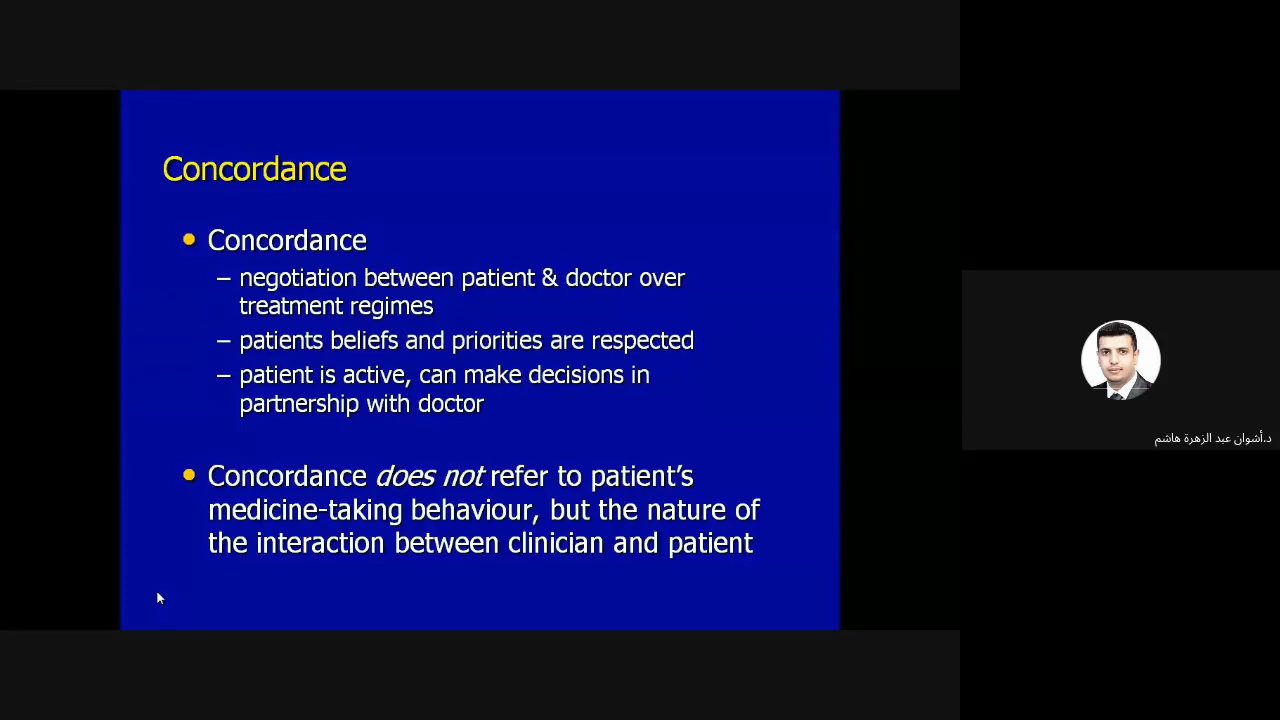 Concordance
• Concordance
– negotiation between patient & doctor over
treatment regimes
– patients beliefs and priorities are respected
– patient is active, can make decisions in
partnership with doctor
• Concordance does not refer to patient’s
medicine-taking behaviour, but the nature of
the interaction between clinician and patient
د.أشوان عبد الزهرة هاشم